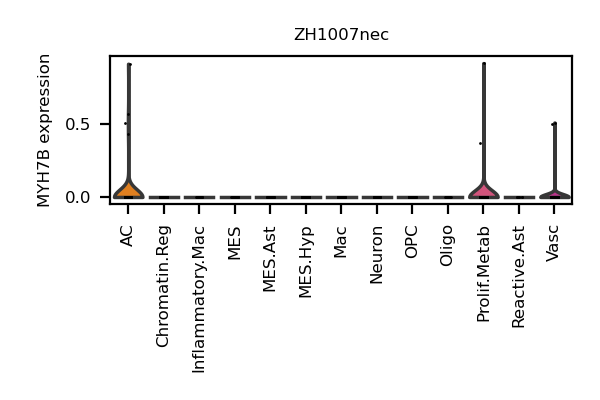 ZH1007nec
MYH7B expression
0.5
0.0
AC
Chromatin.Reg
Inflammatory.Mac
MES
MES.Ast
MES.Hyp
Mac
Neuron
OPC
Oligo
Prolif.Metab
Reactive.Ast
Vasc